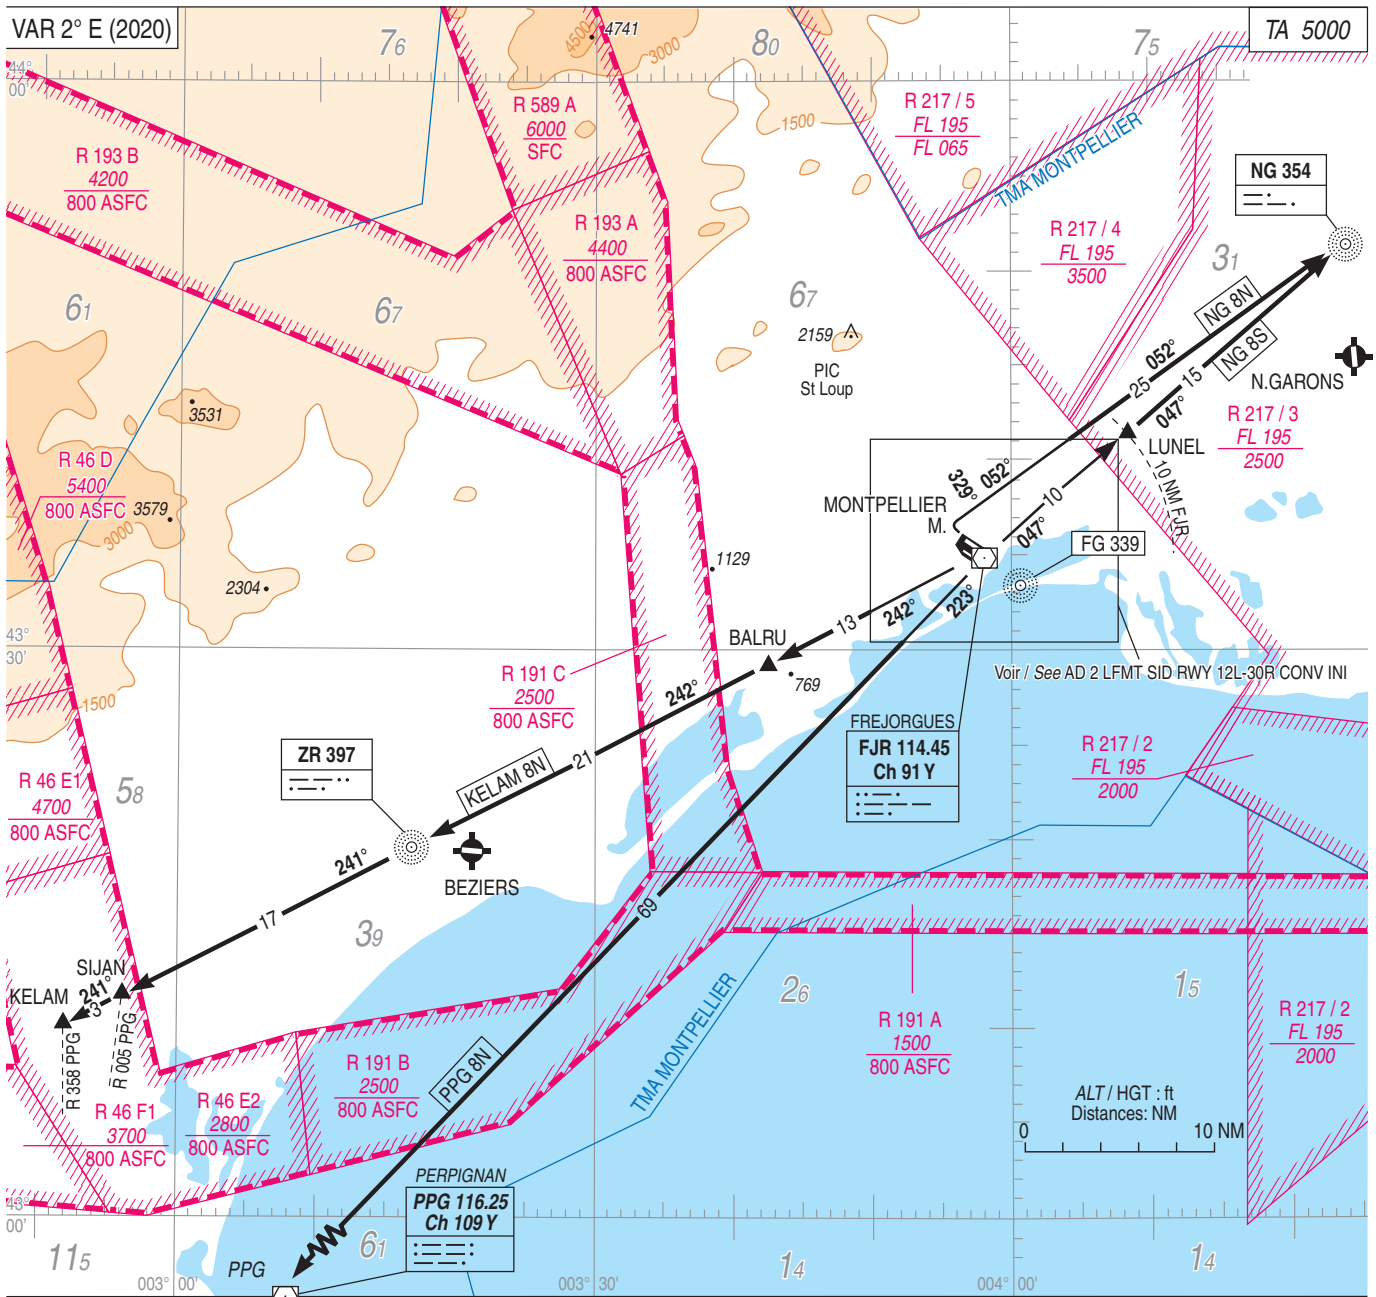 VAR 2° E (2020)
TA 5000
76
80
75
4500
4741
3000
1500
44°
00'
R 589 A
6000
SFC
R 217 / 5
FL 195
FL 065
TMA MONTPELLIER
R 193 B
4200
800 ASFC
NG 354
R 193 A
4400
800 ASFC
R 217 / 4
FL 195
3500
31
61
67
67
NG 8N
NG 8S
2159
PIC
St Loup
052°
25
15
047°
N.GARONS
3531
R 217 / 3
FL 195
2500
LUNEL
10 NM FJR
R 46 D
5400
800 ASFC
3579
3000
329°
052°
10
047°
MONTPELLIER
M.
FG 339
1129
2304
223°
242°
13
43°
30'
BALRU
769
Voir / See AD 2 LFMT SID RWY 12L-30R CONV INI
R 191 C
2500
800 ASFC
242°
1500
FREJORGUES
FJR 114.45
Ch 91 Y
R 217 / 2
FL 195
2000
ZR 397
21
KELAM 8N
R 46 E1
4700
800 ASFC
58
241°
BEZIERS
69
17
39
SIJAN
KELAM
241°
3
26
15
TMA MONTPELLIER
R 191 A
1500
800 ASFC
R 217 / 2
FL 195
2000
R 358 PPG
R 005 PPG
R 191 B
2500
800 ASFC
PPG 8N
R 46 F1
3700
800 ASFC
R 46 E2
2800
800 ASFC
ALT / HGT : ft
Distances: NM
0
10 NM
PERPIGNAN
PPG 116.25
Ch 109 Y
43°
00'
115
61
14
14
PPG
003° 00'
003° 30'
004° 00'